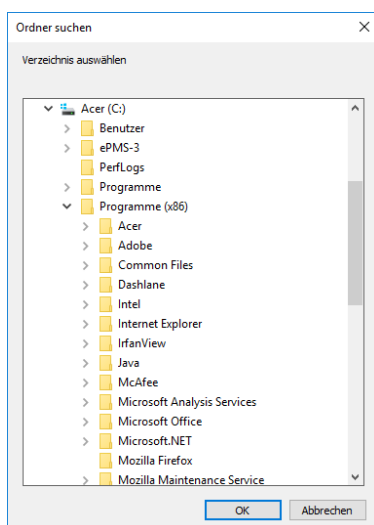 Ordner suchen
Verzeichnis auswählen
Acer (C:)
Benutzer
ePMS-3
PerfLogs
Programme
Programme (x86)
Acer
Adobe
Common Files
Dashlane
Intel
Internet Explorer
IrfanView
Java
McAfee
Microsoft Analysis Services
Microsoft Office
Microsoft.NET
Mozilla Firefox
Mozilla Maintenance Service
OK Abbrechen